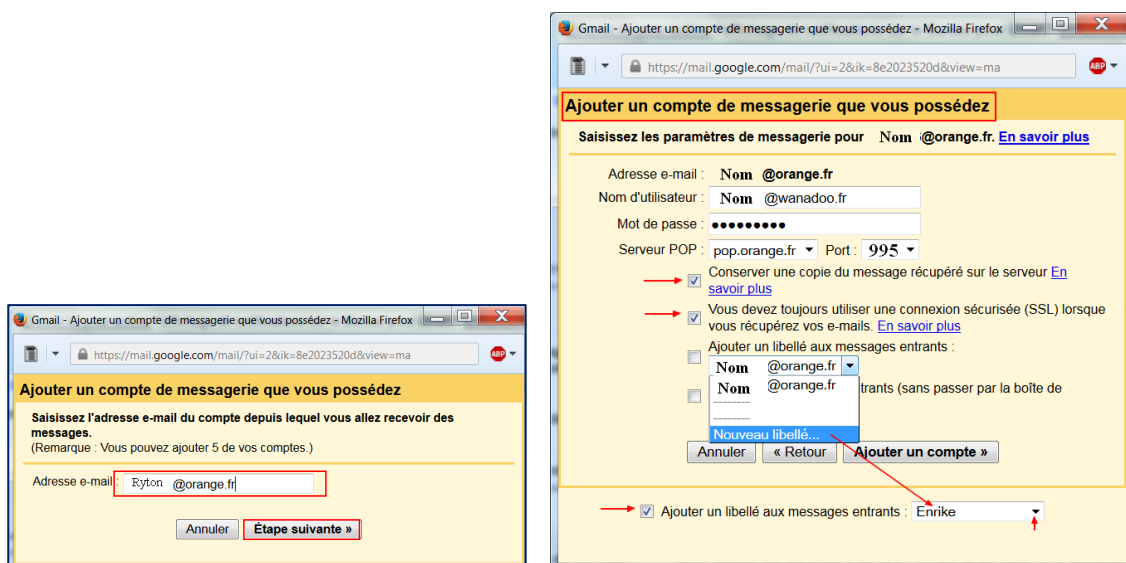 Gmail - Ajouter un compte de messagerie que vous possédez - Mozilla Firefox
https://mail.google.com/mail/?ui=2&ik=8e2023520d&view=ma
ABP
Ajouter un compte de messagerie que vous possédez
Saisissez l'adresse e-mail du compte depuis lequel vous allez recevoir des
messages.
(Remarque : Vous pouvez ajouter 5 de vos comptes.)
Adresse e-mail : Ryton @orange.fr
Annuler Étape suivante »
Gmail - Ajouter un compte de messagerie que vous possédez - Mozilla Firefox
https://mail.google.com/mail/?ui=2&ik=8e2023520d&view=ma
ABP
Ajouter un compte de messagerie que vous possédez
Saisissez les paramètres de messagerie pour Nom @orange.fr. En savoir plus
Adresse e-mail : Nom @orange.fr
Nom d'utilisateur : Nom @wanadoo.fr
Mot de passe : •••••••••
Serveur POP : pop.orange.fr Port : 995
Conserver une copie du message récupéré sur le serveur En
savoir plus
Vous devez toujours utiliser une connexion sécurisée (SSL) lorsque
vous récupérez vos e-mails. En savoir plus
Ajouter un libellé aux messages entrants :
Nom @orange.fr
Nom @orange.fr
trants (sans passer par la boîte de
--------
--------
Nouveau libellé...
Annuler « Retour Ajouter un compte »
Ajouter un libellé aux messages entrants : Enrike